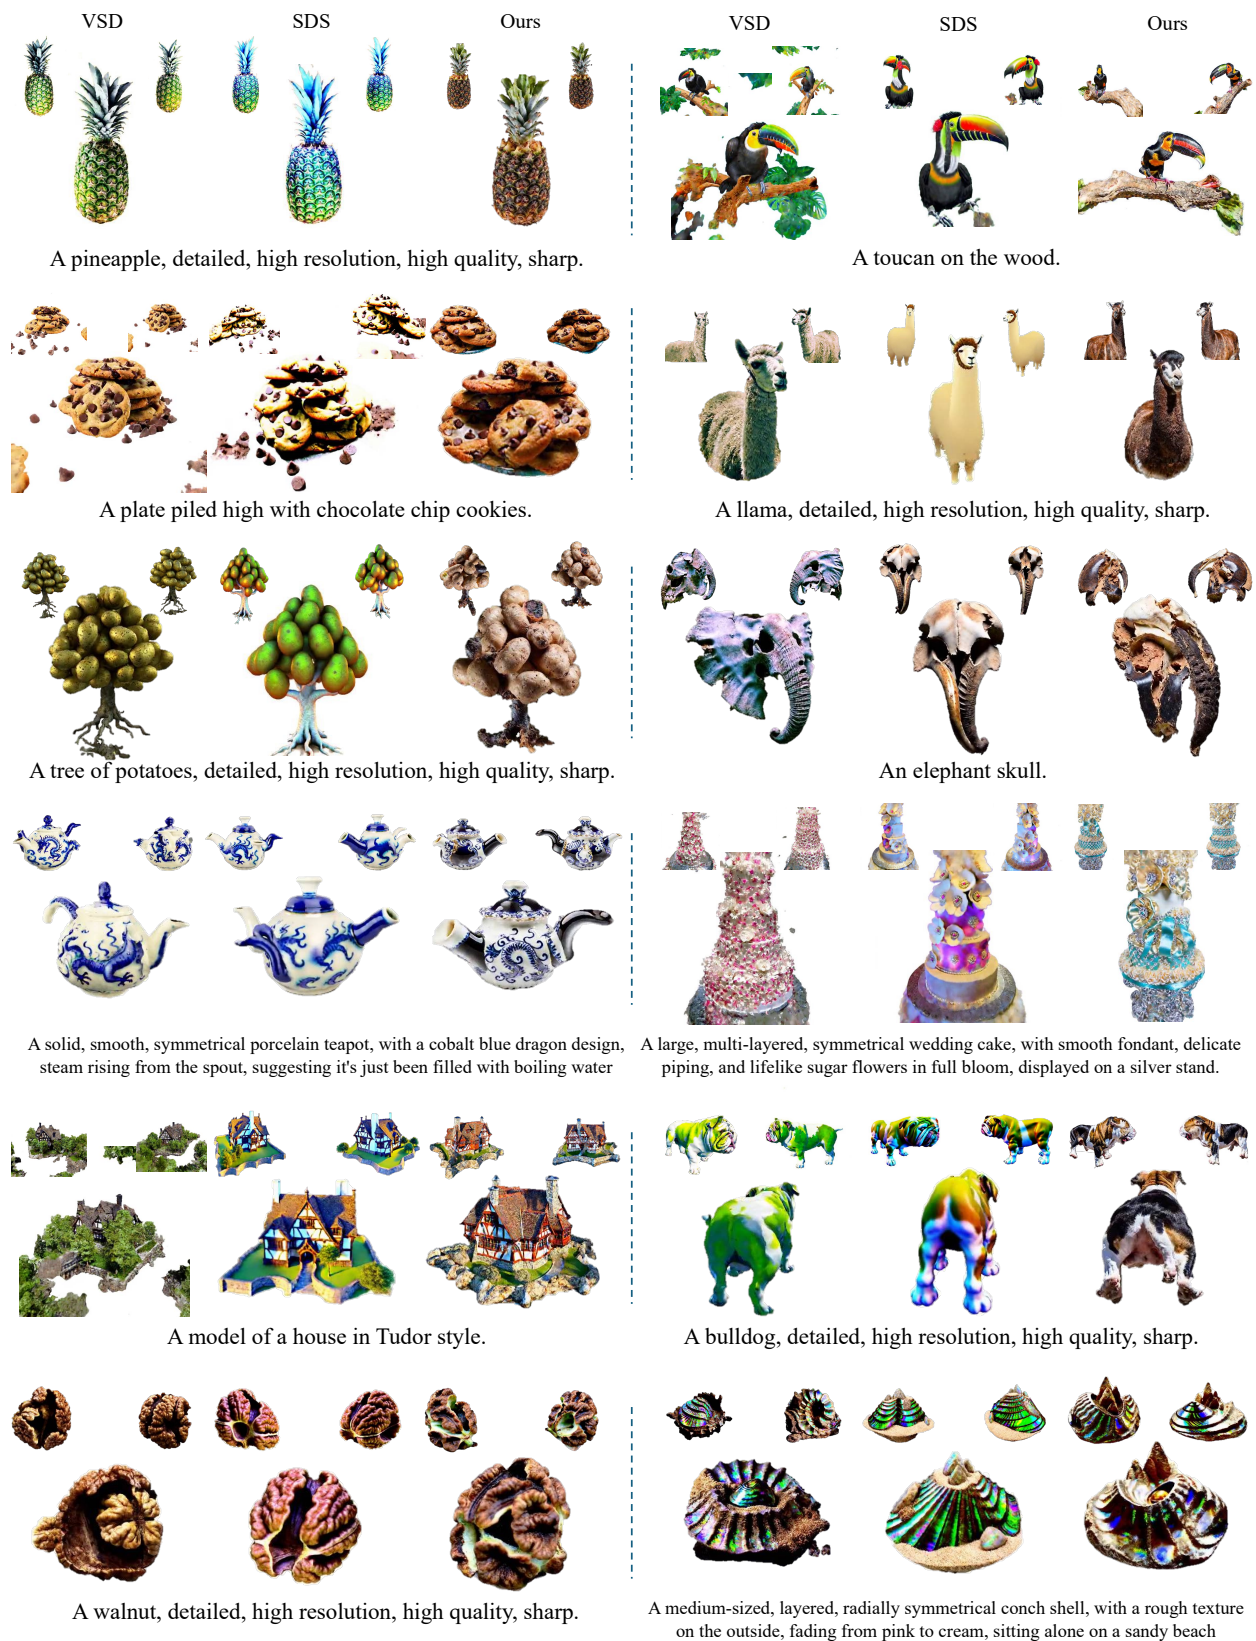 VSD SDS Ours
VSD SDS Ours
A pineapple, detailed, high resolution, high quality, sharp.
A toucan on the wood.
A plate piled high with chocolate chip cookies.
A llama, detailed, high resolution, high quality, sharp.
A tree of potatoes, detailed, high resolution, high quality, sharp.
An elephant skull.
A solid, smooth, symmetrical porcelain teapot, with a cobalt blue dragon design,
steam rising from the spout, suggesting it's just been filled with boiling water
A large, multi-layered, symmetrical wedding cake, with smooth fondant, delicate
piping, and lifelike sugar flowers in full bloom, displayed on a silver stand.
A model of a house in Tudor style.
A bulldog, detailed, high resolution, high quality, sharp.
A walnut, detailed, high resolution, high quality, sharp.
A medium-sized, layered, radially symmetrical conch shell, with a rough texture
on the outside, fading from pink to cream, sitting alone on a sandy beach